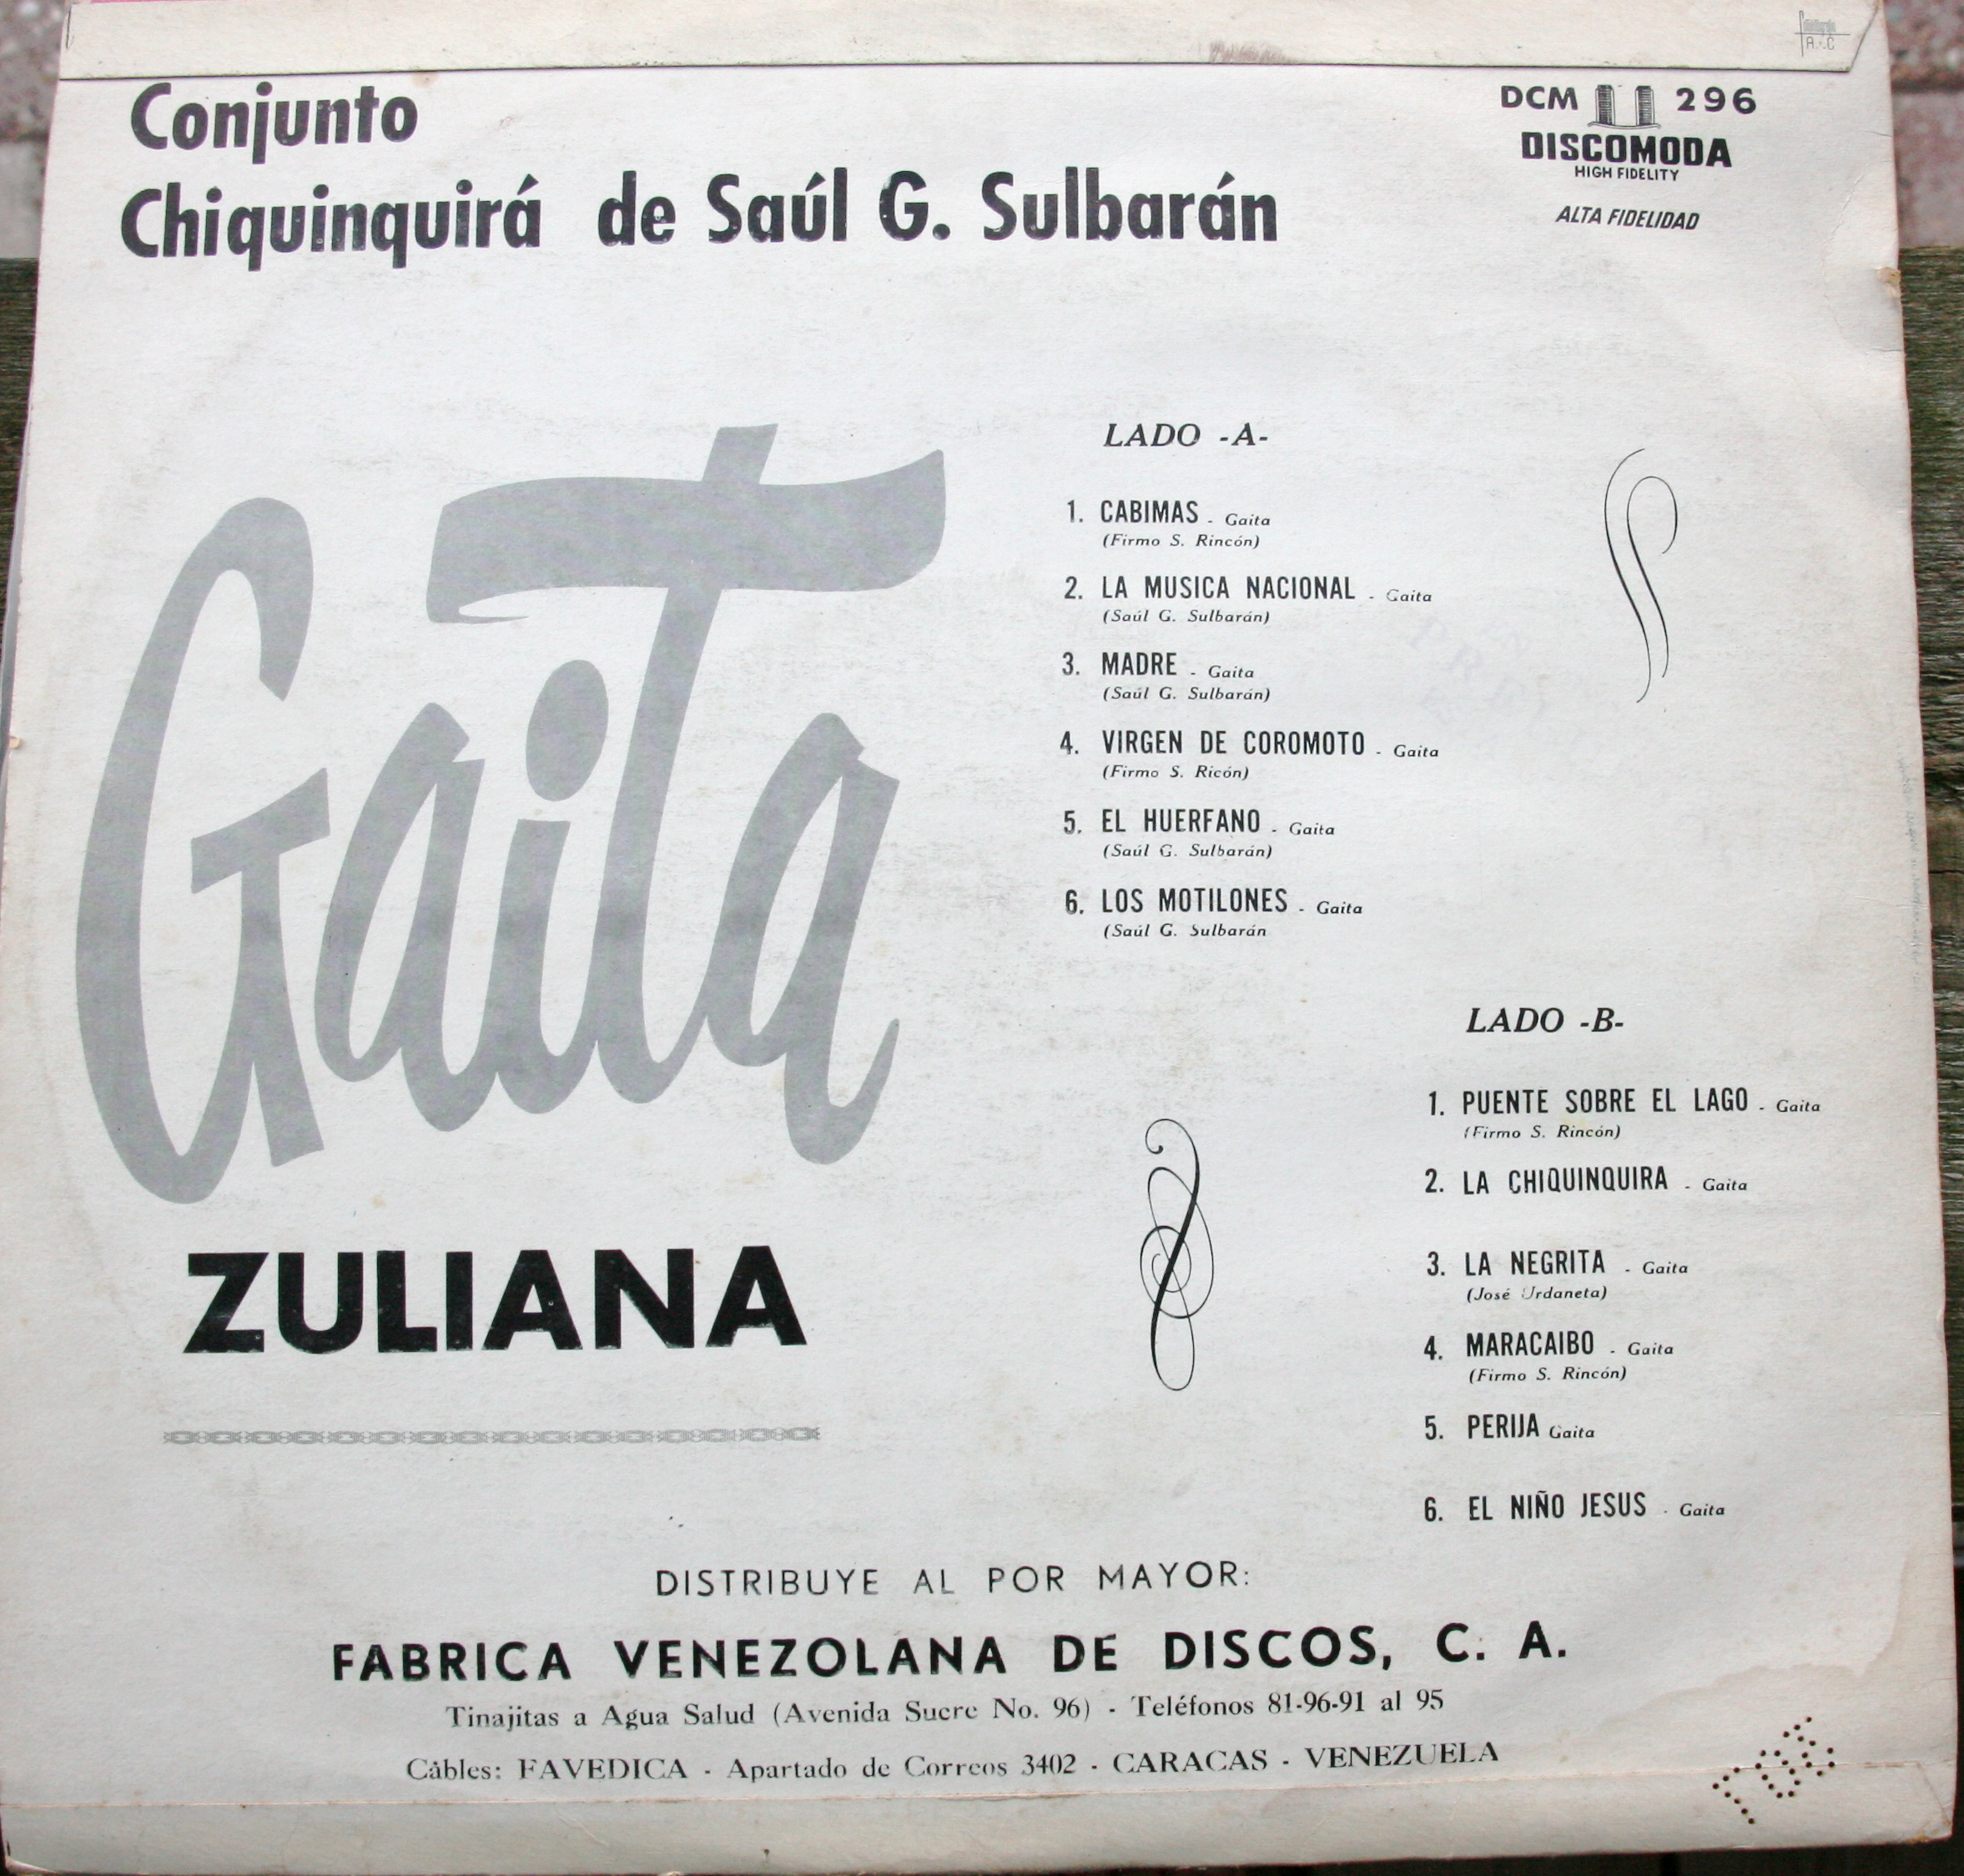 Conjunto
Chiquinquirá de Saúl G. Sulbarán
DCM 296
DISCOMODA
HIGH FIDELITY
ALTA FIDELIDAD
Gaita
ZULIANA
LADO -A-
1. CABIMAS - Gaita
(Firmo S. Rincón)
2. LA MUSICA NACIONAL - Gaita
(Saúl G. Sulbarán)
3. MADRE - Gaita
(Saúl G. Sulbarán)
4. VIRGEN DE COROMOTO - Gaita
(Firmo S. Ricón)
5. EL HUERFANO - Gaita
(Saúl G. Sulbarán)
6. LOS MOTILONES - Gaita
(Saúl G. Sulbarán
LADO -B-
1. PUENTE SOBRE EL LAGO - Gaita
(Firmo S. Rincón)
2. LA CHIQUINQUIRA - Gaita
3. LA NEGRITA - Gaita
(José Urdaneta)
4. MARACAIBO - Gaita
(Firmo S. Rincón)
5. PERIJA Gaita
6. EL NIÑO JESUS - Gaita
DISTRIBUYE AL POR MAYOR:
FABRICA VENEZOLANA DE DISCOS, C. A.
Tinajitas a Agua Salud (Avenida Sucre No. 96) - Teléfonos 81-96-91 al 95
Cables: FAVEDICA - Apartado de Correos 3402 - CARACAS - VENEZUELA